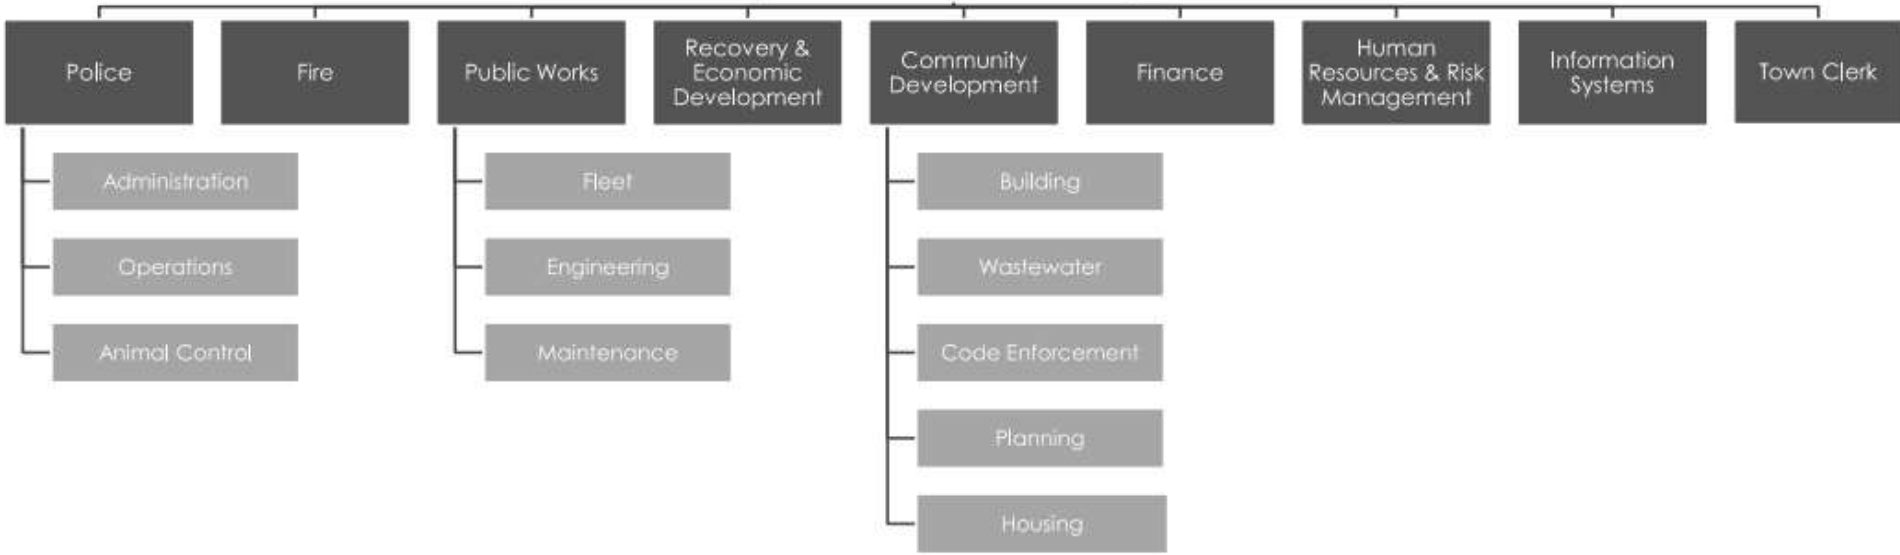 Police
Fire
Public Works
Recovery &
Economic
Development
Community
Development
Finance
Human
Resources & Risk
Management
Information
Systems
Town Clerk
Administration
Operations
Animal Control
Fleet
Engineering
Maintenance
Building
Wastewater
Code Enforcement
Planning
Housing